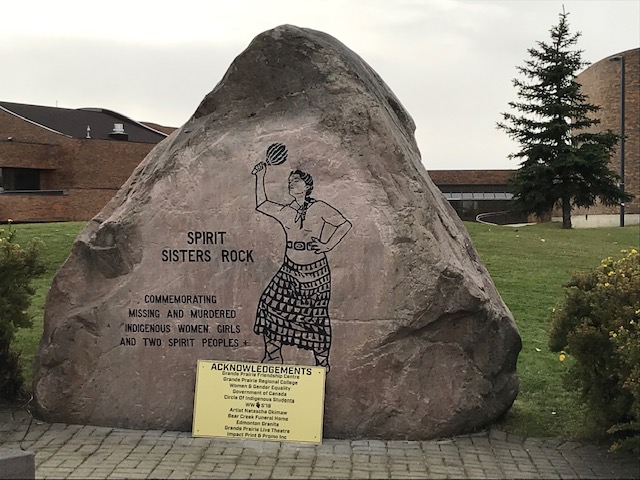 SPIRIT
SISTERS ROCK
COMMEMORATING
MISSING AND MURDERED
INDIGENOUS WOMEN, GIRLS
AND TWO SPIRIT PEOPLES +
ACKNOWLEDGEMENTS
Grande Prairie Friendship Centre
Grande Prairie Regional College
Women & Gender Equality
Government of Canada
Circle Of Indigenous Students
Artist Natascha Okimaw
Bear Creek Funeral Home
Edmonton Granite
Grande Prairie Live Theatre
Impact Print & Promo Inc